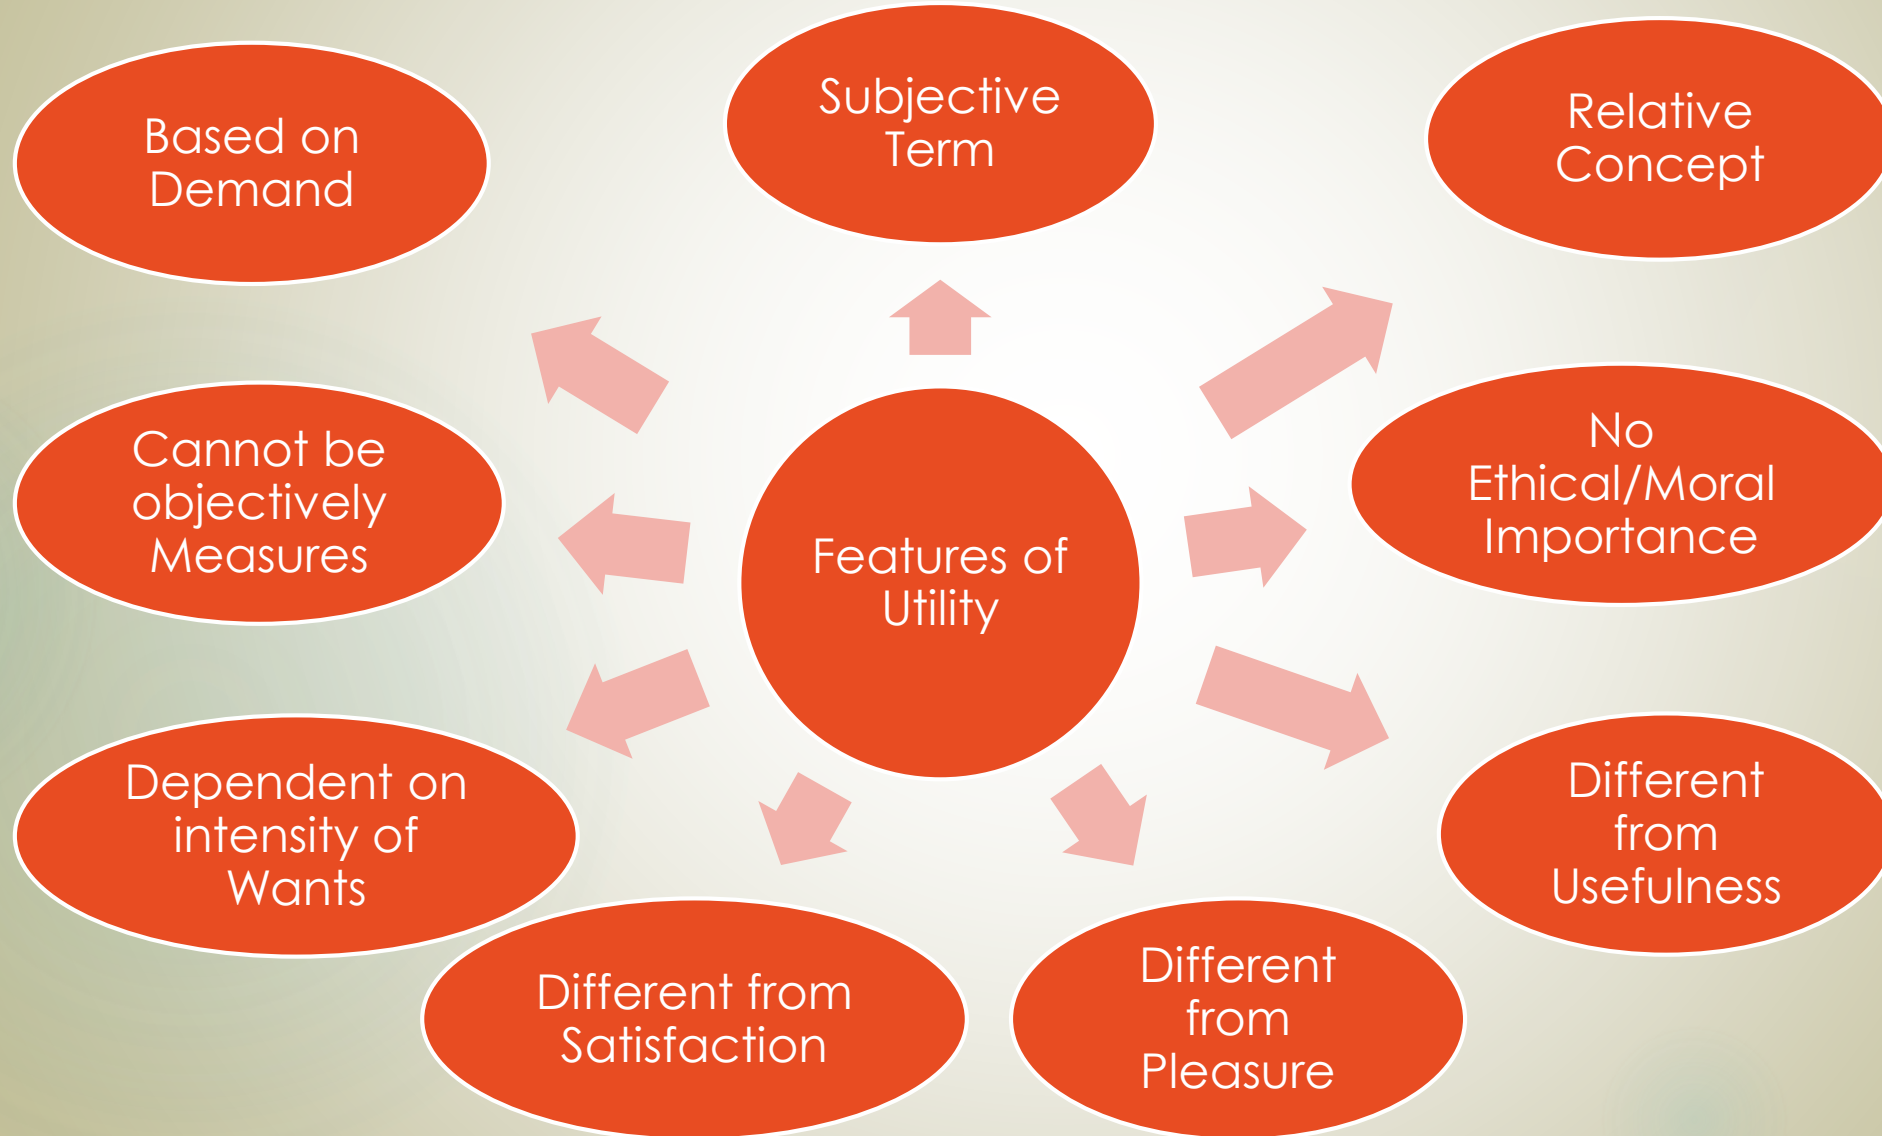 Based on
Demand
Subjective
Term
Relative
Concept
Cannot be
objectively
Measures
No
Ethical/Moral
Importance
Features of
Utility
Dependent on
intensity of
Wants
Different
from
Usefulness
Different from
Satisfaction
Different
from
Pleasure